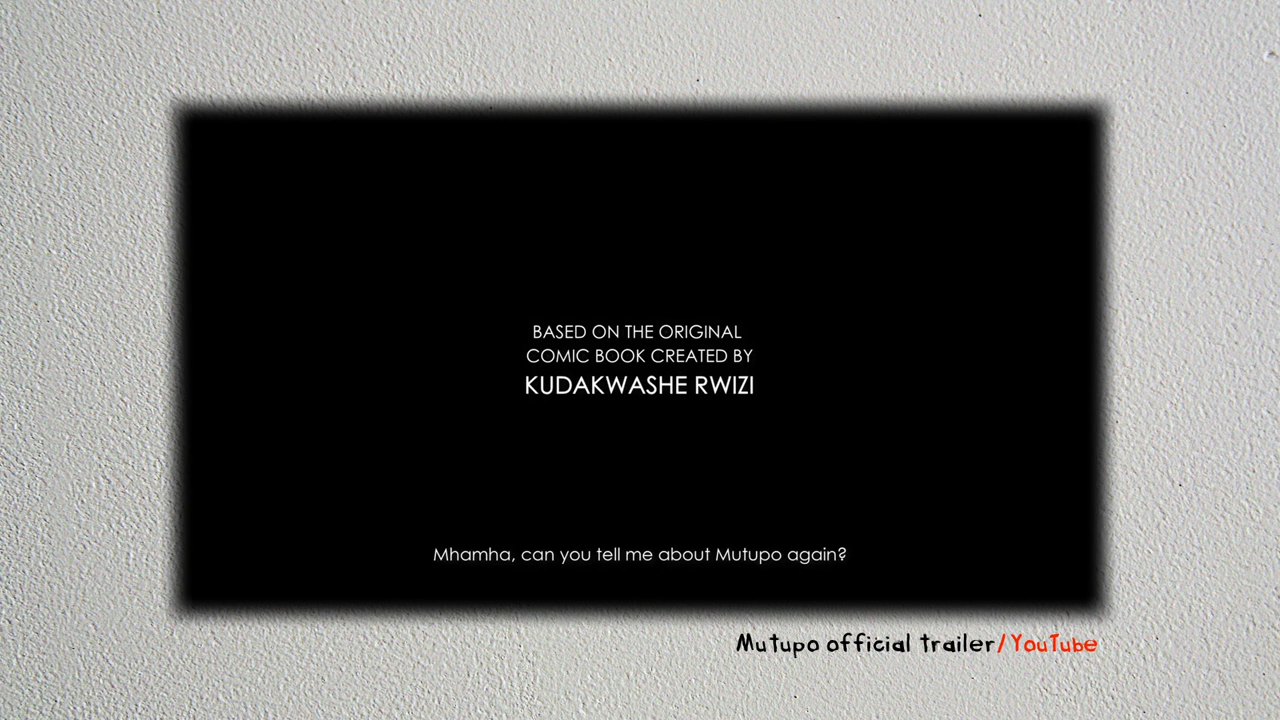 BASED ON THE ORIGINAL
COMIC BOOK CREATED BY
KUDAKWASHE RWIZI
Mhamha, can you tell me about Mutupo again?
Mutupo official trailer/YouTube